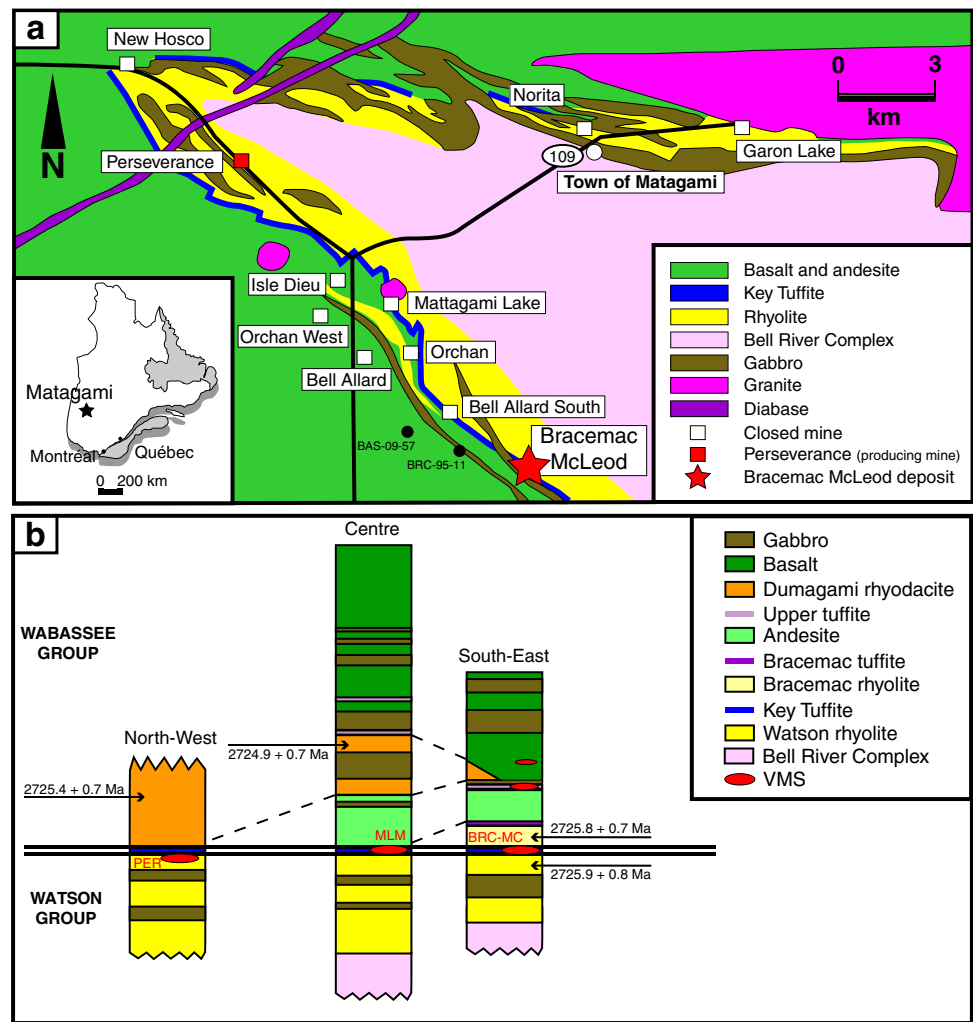 a
New Hosco
Norita
0 3
km
N
Perseverance
109
Garon Lake
Town of Matagami
Isle Dieu
Mattagami Lake
Orchan West
Orchan
Bell Allard
Bell Allard South
BAS-09-57
BRC-95-11
Bracemac
McLeod
Matagami
Montréal
Québec
0 200 km
Basalt and andesite
Key Tuffite
Rhyolite
Bell River Complex
Gabbro
Granite
Diabase
Closed mine
Perseverance (producing mine)
Bracemac McLeod deposit
b
Centre
WABASSEE
GROUP
South-East
North-West
2724.9 + 0.7 Ma
2725.4 + 0.7 Ma
MLM
BRC-MC
2725.8 + 0.7 Ma
PER
2725.9 + 0.8 Ma
WATSON
GROUP
Gabbro
Basalt
Dumagami rhyodacite
Upper tuffite
Andesite
Bracemac tuffite
Bracemac rhyolite
Key Tuffite
Watson rhyolite
Bell River Complex
VMS